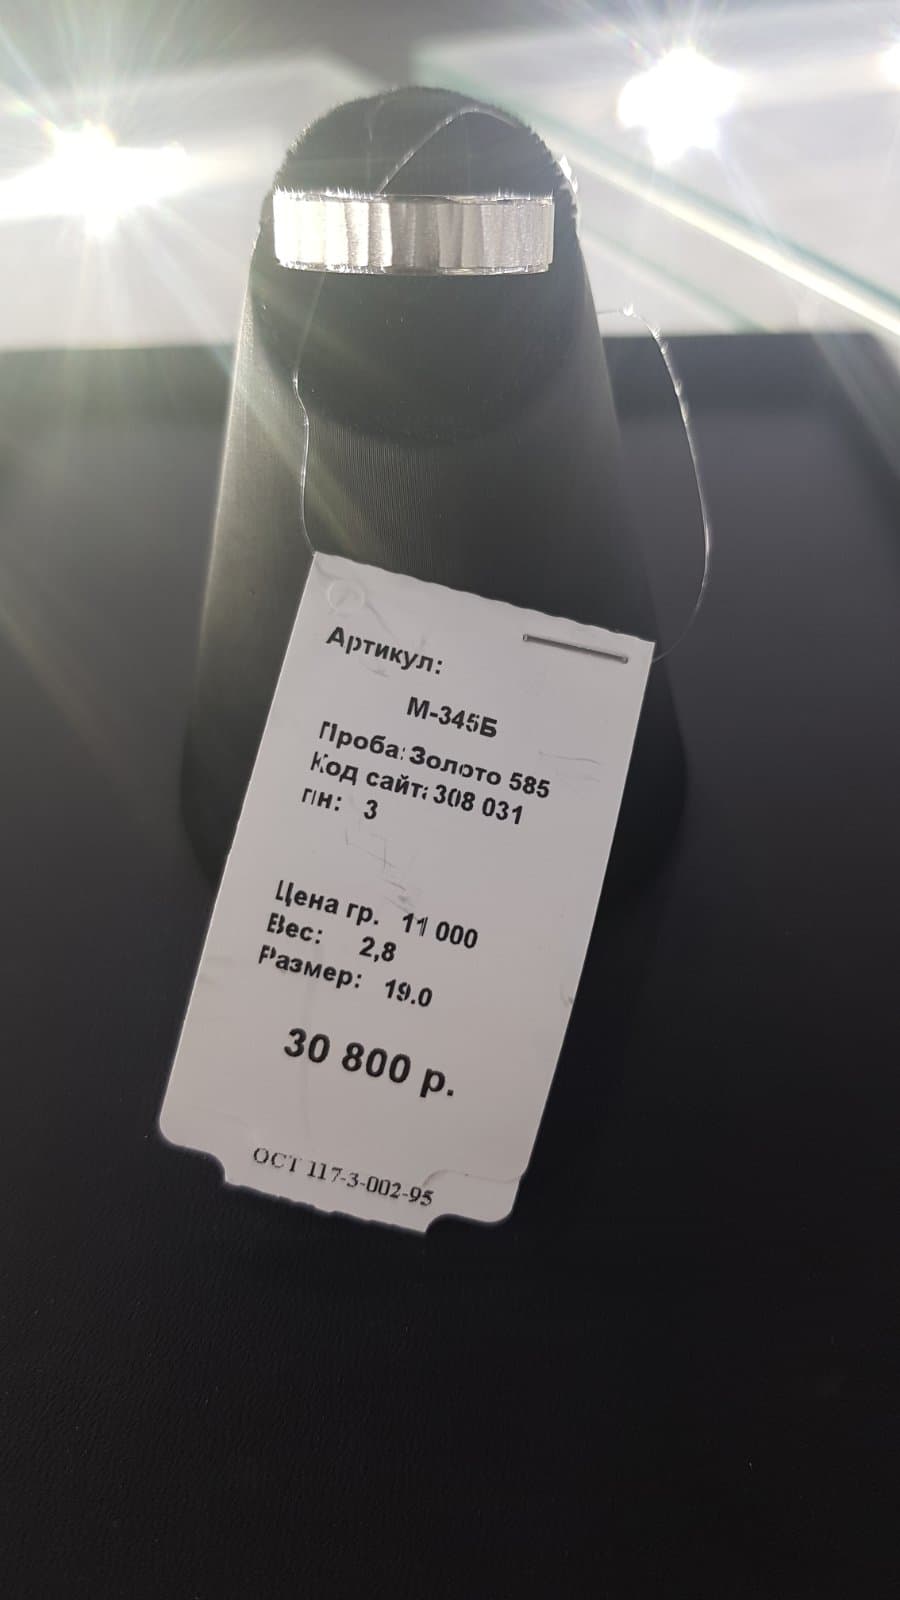 Артикул:
М-345Б
Проба: Золото 585
Код сайта 308 031
пн: 3
Цена гр. 11 000
Вес: 2,8
Размер: 19.0
30 800 р.
ОСТ 117-3-002-95